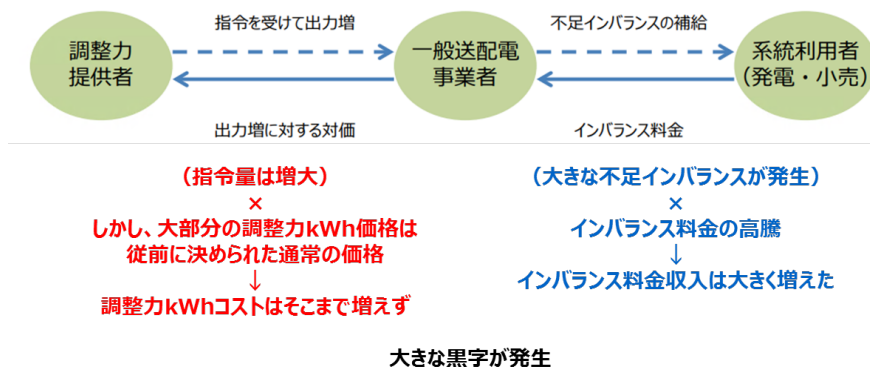 指令を受けて出力増
不足インバランスの補給
調整力
提供者
一般送配電
事業者
系統利用者
（発電・小売）
出力増に対する対価
インバランス料金
（指令量は増大）
×
しかし、大部分の調整力kWh価格は
従前に決められた通常の価格
↓
調整力kWhコストはそこまで増えず
（大きな不足インバランスが発生）
×
インバランス料金の高騰
↓
インバランス料金収入は大きく増えた
大きな黒字が発生